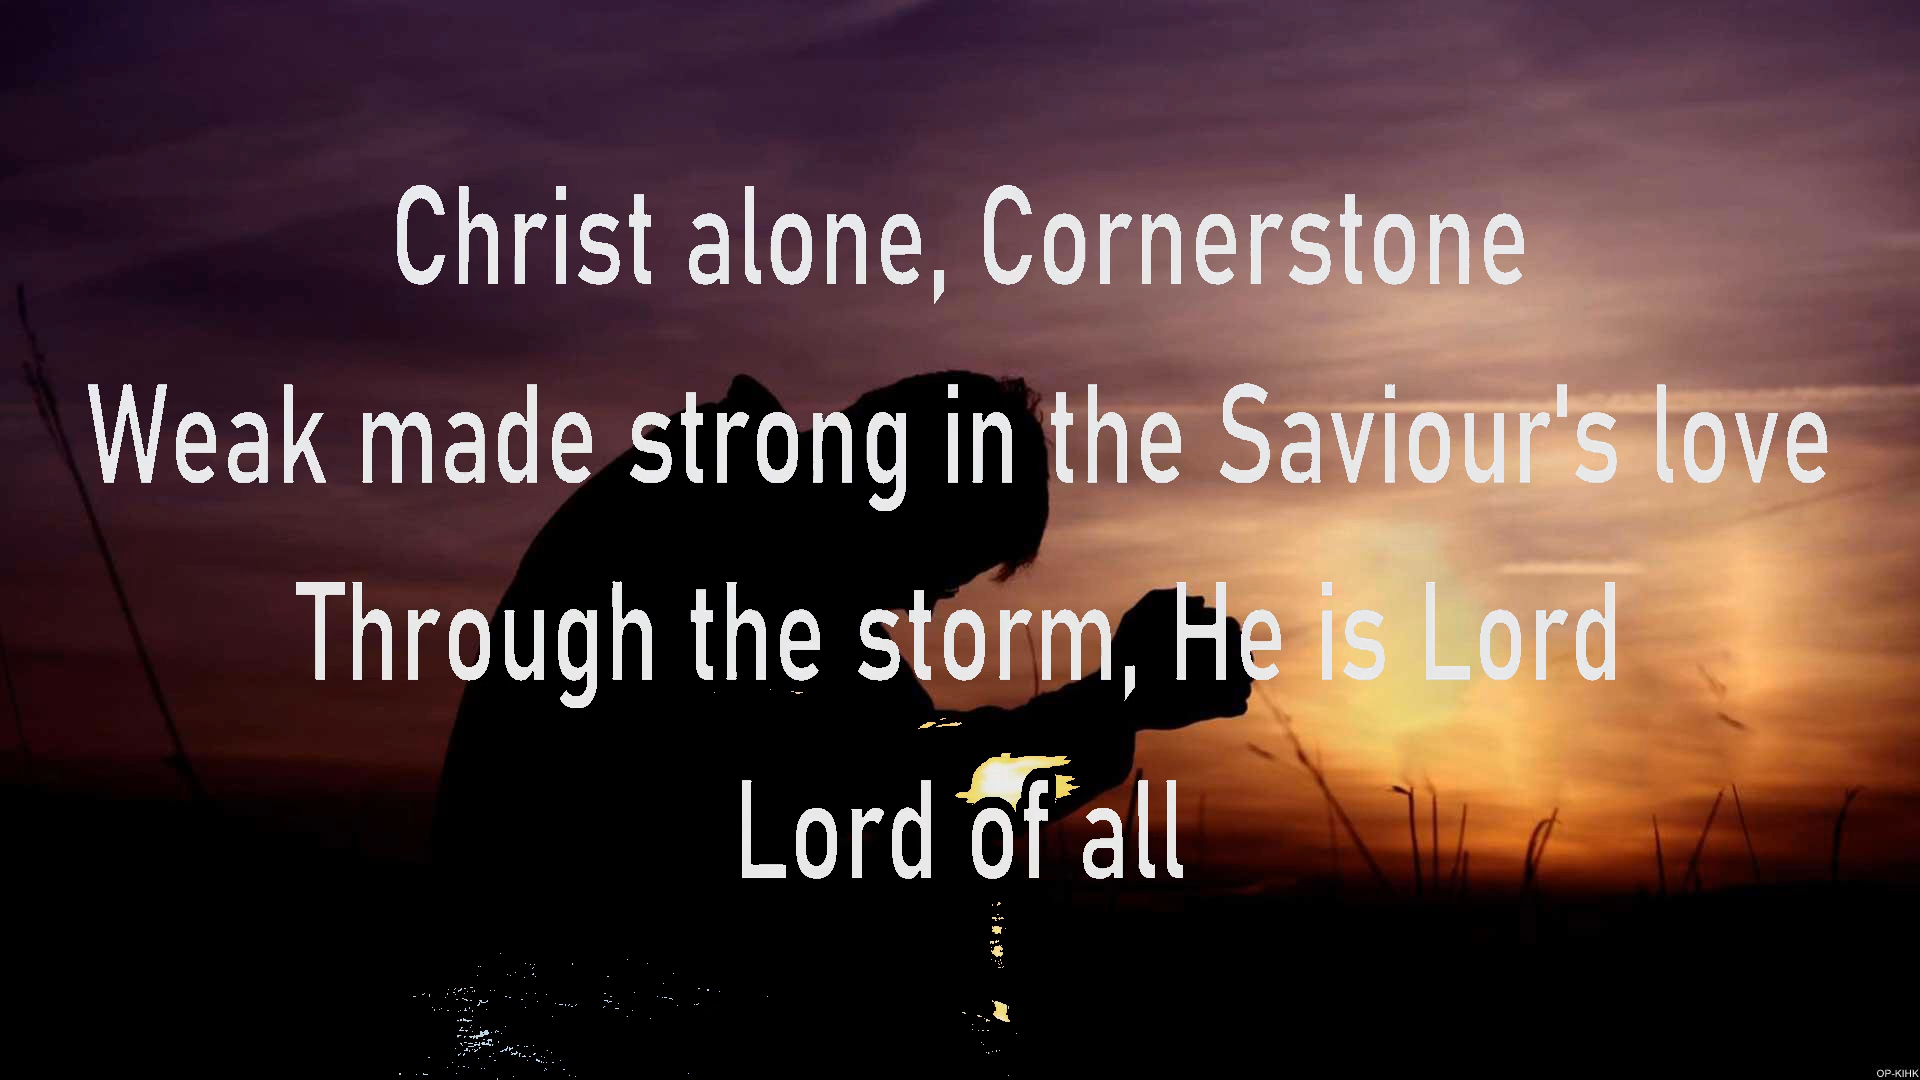 Christ alone, Cornerstone
Weak made strong in the Saviour's love
Through the storm, He is Lord
Lord of all
OP-KIHK